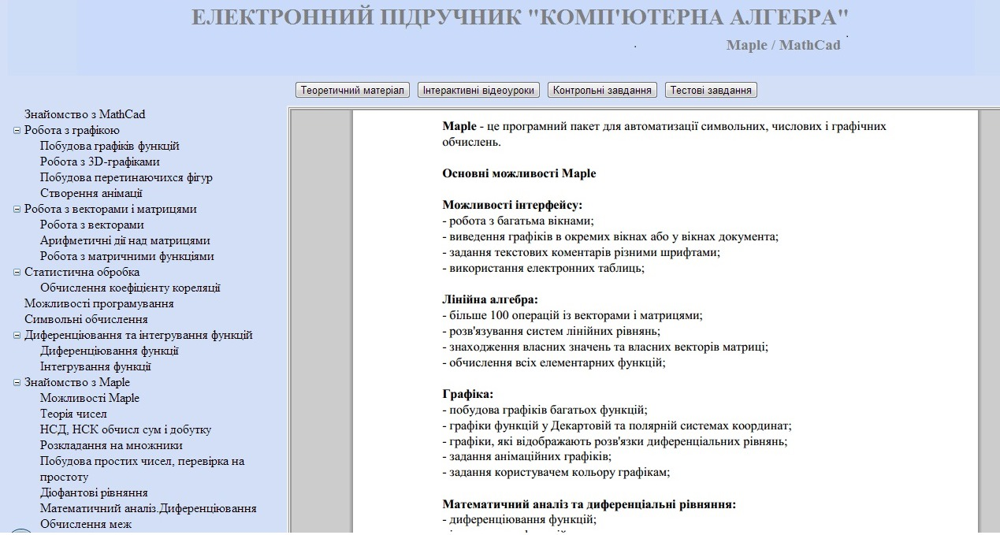 ЕЛЕКТРОННИЙ ПІДРУЧНИК "КОМП'ЮТЕРНА АЛГЕБРА"
Maple / MathCad
Теоретичний матеріал
Інтерактивні відеоуроки
Контрольні завдання
Тестові завдання
Знайомство з MathCad
Робота з графікою
Побудова графіків функцій
Робота з 3D-графіками
Побудова перетинаючихся фігур
Створення анімації
Робота з векторами і матрицями
Робота з векторами
Арифметичні дії над матрицями
Робота з матричними функціями
Статистична обробка
Обчислення коефіцієнту кореляції
Можливості програмування
Символьні обчислення
Диференціювання та інтегрування функцій
Диференціювання функції
Інтегрування функції
Знайомство з Maple
Можливості Maple
Теорія чисел
НСД, НСК обчисл сум і добутку
Розкладання на множники
Побудова простих чисел, перевірка на
простоту
Діофантові рівняння
Математичний аналіз.Диференціювання
Обчислення меж
Maple - це програмний пакет для автоматизації символьних, числових і графічних
обчислень.
Основні можливості Maple
Можливості інтерфейсу:
- робота з багатьма вікнами;
- виведення графіків в окремих вікнах або у вікнах документа;
- задання текстових коментарів різними шрифтами;
- використання електронних таблиць;
Лінійна алгебра:
- більше 100 операцій із векторами і матрицями;
- розв'язування систем лінійних рівнянь;
- знаходження власних значень та власних векторів матриці;
- обчислення всіх елементарних функцій;
Графіка:
- побудова графіків багатьох функцій;
- графіки функцій у Декартовій та полярній системах координат;
- графіки, які відображають розв'язки диференціальних рівнянь;
- задання анімаційних графіків;
- задання користувачем кольору графікам;
Математичний аналіз та диференціальні рівняння:
- диференціювання функцій;